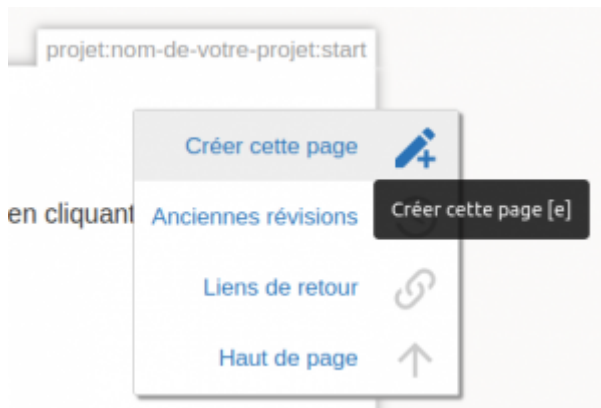 projet:nom-de-votre-projet:start
Créer cette page
en cliquant
Anciennes révisions
Créer cette page [e]
Liens de retour
Haut de page